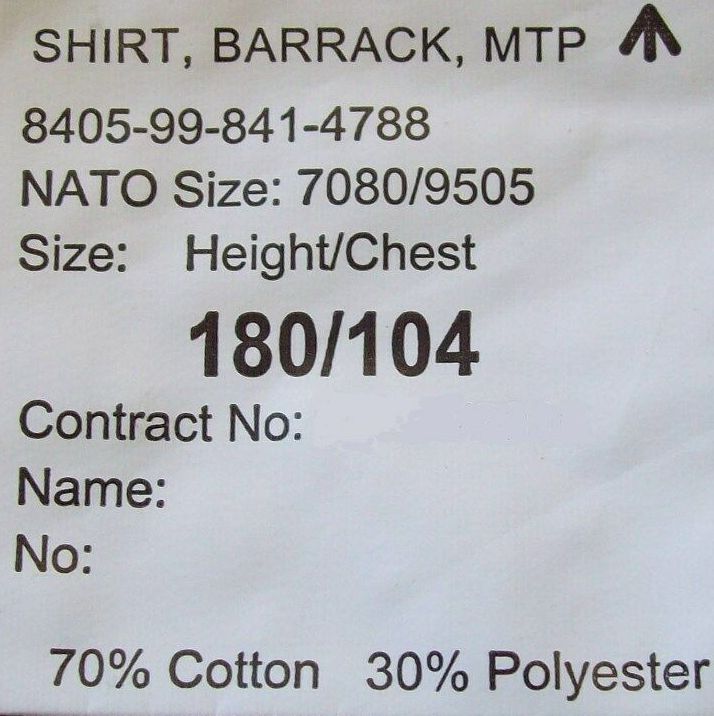 SHIRT, BARRACK, MTP
8405-99-841-4788
NATO Size: 7080/9505
Size: Height/Chest
180/104
Contract No:
Name:
No:
70% Cotton 30% Polyester